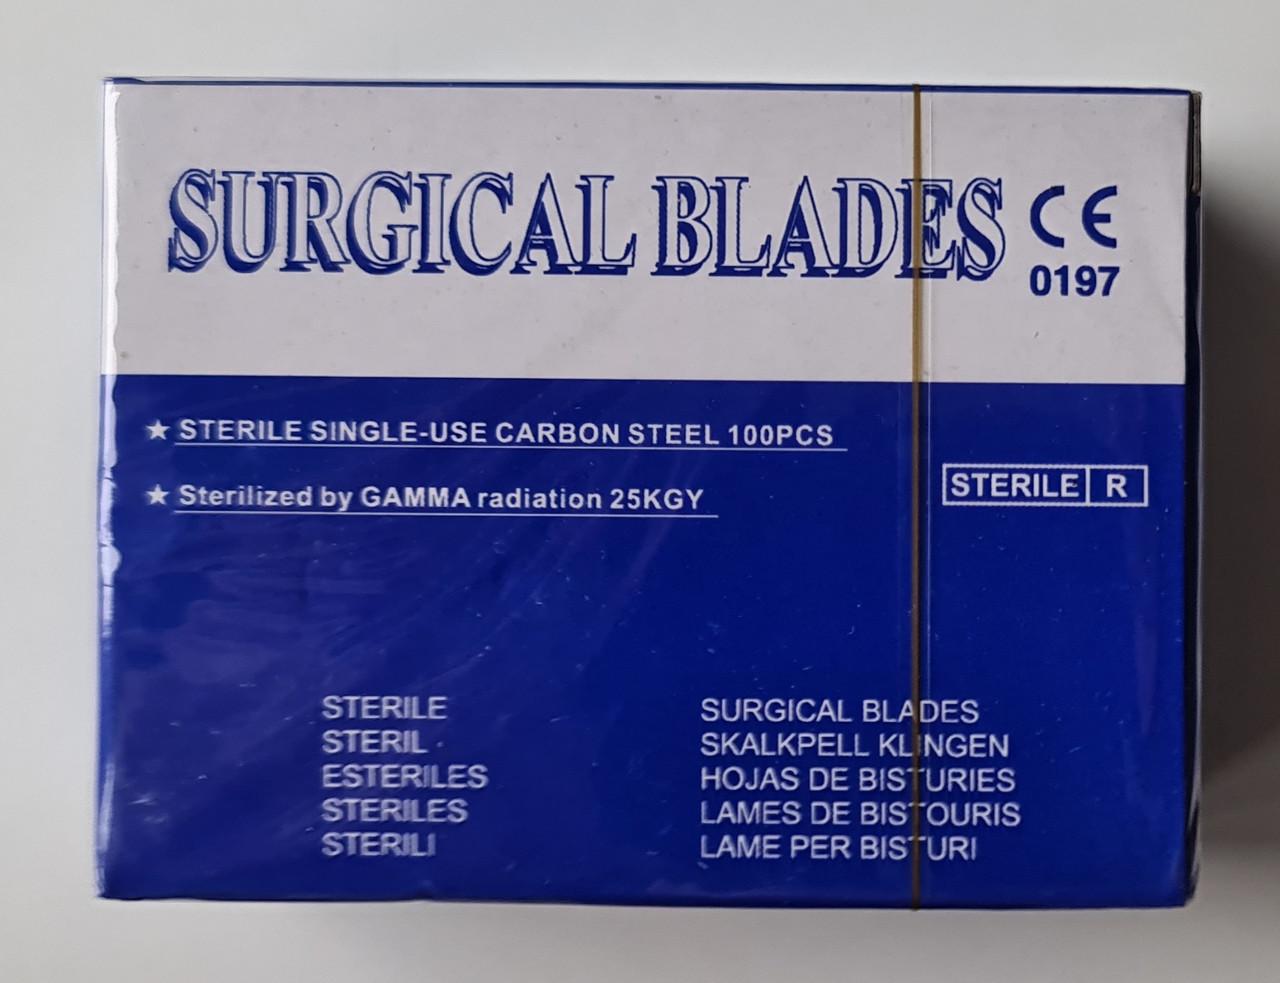 SURGICAL BLADES CE
0197
★ STERILE SINGLE-USE CARBON STEEL 100PCS
★ Sterilized by GAMMA radiation 25KGY
STERILE R
STERILE SURGICAL BLADES
STERIL SKALKPELL KLINGEN
ESTERILES HOJAS DE BISTURIES
STERILES LAMES DE BISTOURIS
STERILI LAME PER BISTURI